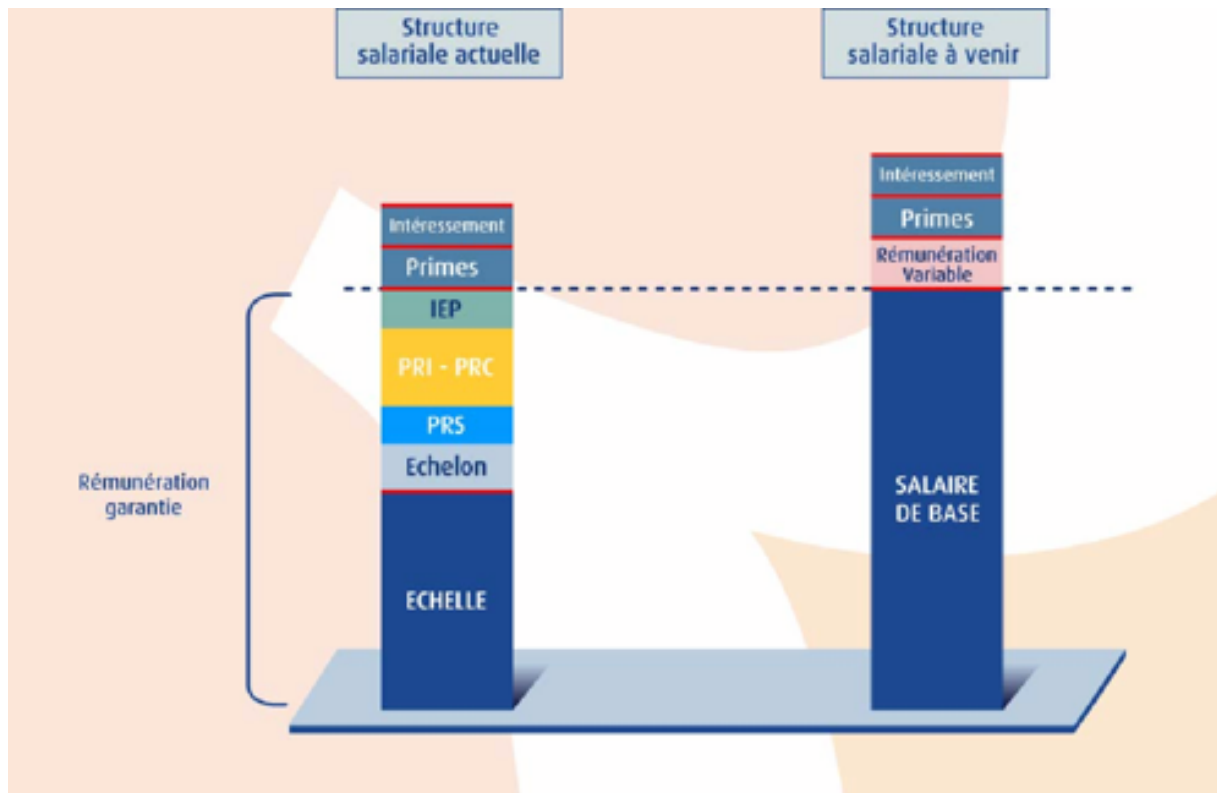 Structure
salariale actuelle
Structure
salariale à venir
Intéressement
Primes
IEP
PRI - PRC
PRS
Echelon
ECHELLE
Rémunération
garantie
Intéressement
Primes
Rémunération
Variable
SALAIRE
DE BASE